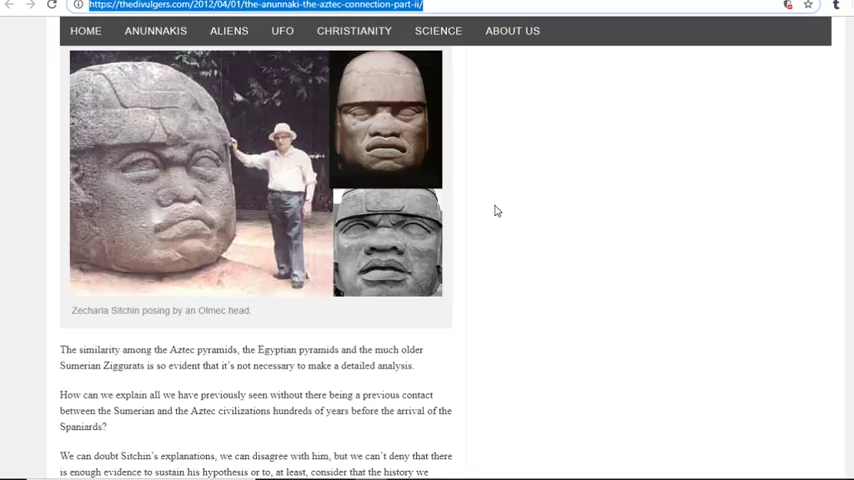 https://thedivulgers.com/2012/04/01/the-anunnaki-the-aztec-connection-part-ii/
HOME ANUNNAKIS ALIENS UFO CHRISTIANITY SCIENCE ABOUT US
Zecharia Sitchin posing by an Olmec head.
The similarity among the Aztec pyramids, the Egyptian pyramids and the much older
Sumerian Ziggurats is so evident that it's not necessary to make a detailed analysis.
How can we explain all we have previously seen without there being a previous contact
between the Sumerian and the Aztec civilizations hundreds of years before the arrival of the
Spaniards?
We can doubt Sitchin's explanations, we can disagree with him, but we can't deny that there
is enough evidence to sustain his hypothesis or to, at least, consider that the history we